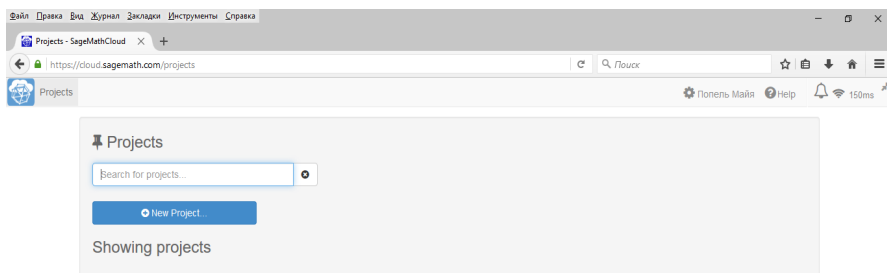 Файл Правка Вид Журнал Закладки Инструменты Справка
Projects - SageMathCloud
https://cloud.sagemath.com/projects Поиск
Projects Попель Майя Help 150ms
Projects
Search for projects...
New Project...
Showing projects